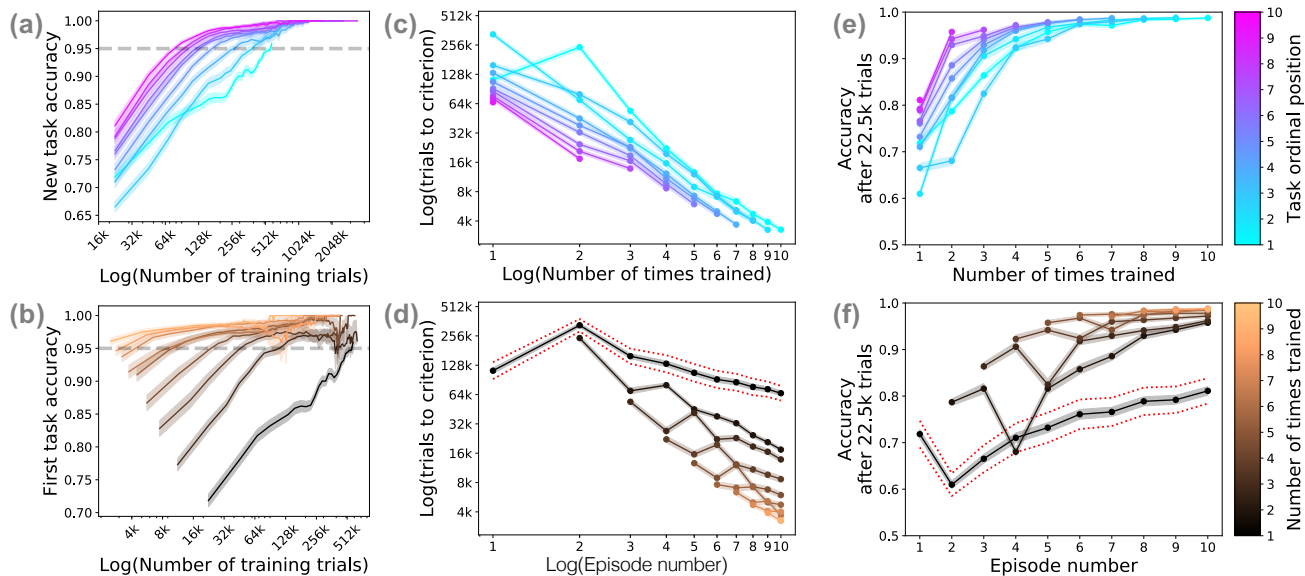 (a)
New task accuracy
1.00
0.95
0.90
0.85
0.80
0.75
0.70
0.65
16k 32k 64k 128k 256k 512k 1024k 2048k
Log(Number of training trials)
(c)
Log(trials to criterion)
512k
256k
128k
64k
32k
16k
8k
4k
1 2 3 4 5 6 7 8 9 10
Log(Number of times trained)
(e)
Accuracy
after 22.5k trials
1.0
0.9
0.8
0.7
0.6
0.5
1 2 3 4 5 6 7 8 9 10
Number of times trained
10
9
8
7
6
5
4
3
2
1
Task ordinal position
(b)
First task accuracy
1.00
0.95
0.90
0.85
0.80
0.75
0.70
4k 8k 16k 32k 64k 128k 256k 512k
Log(Number of training trials)
(d)
Log(trials to criterion)
512k
256k
128k
64k
32k
16k
8k
4k
1 2 3 4 5 6 7 8 9 10
Log(Episode number)
(f)
Accuracy
after 22.5k trials
1.0
0.9
0.8
0.7
0.6
0.5
1 2 3 4 5 6 7 8 9 10
Episode number
10
9
8
7
6
5
4
3
2
1
Number of times trained